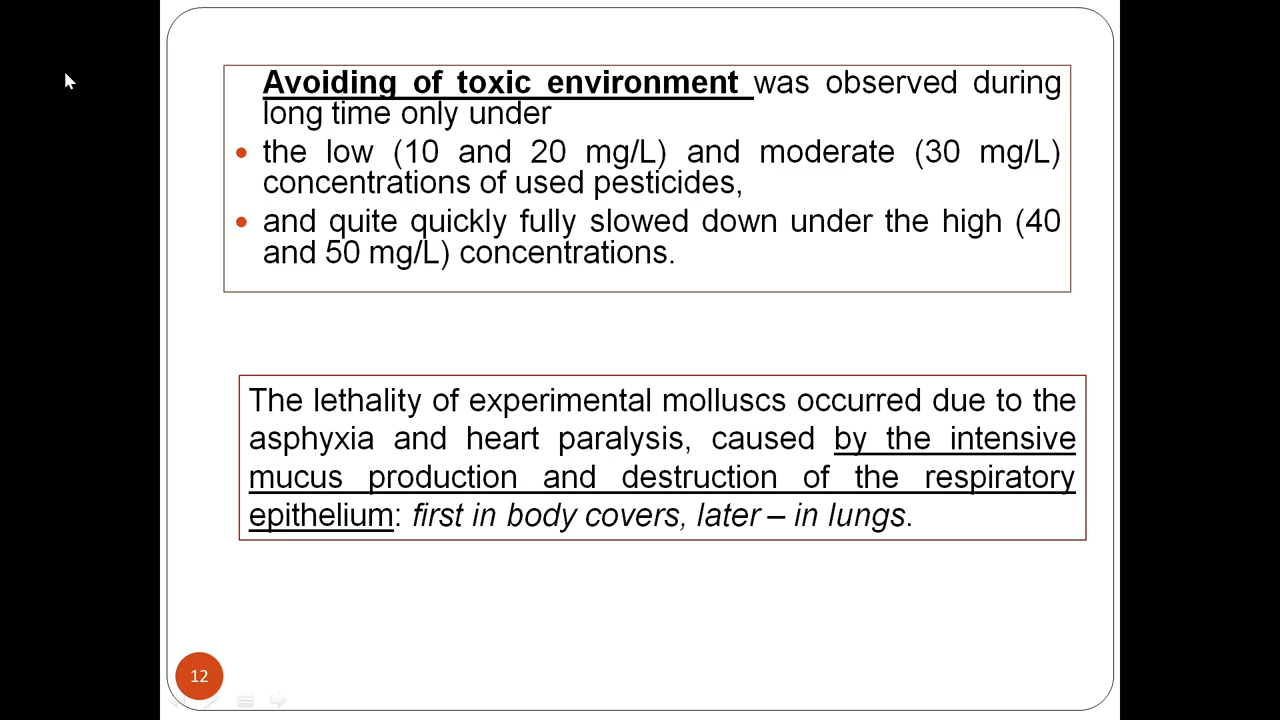 Avoiding of toxic environment was observed during
long time only under
• the low (10 and 20 mg/L) and moderate (30 mg/L)
concentrations of used pesticides,
• and quite quickly fully slowed down under the high (40
and 50 mg/L) concentrations.
The lethality of experimental molluscs occurred due to the
asphyxia and heart paralysis, caused by the intensive
mucus production and destruction of the respiratory
epithelium: first in body covers, later – in lungs.
12